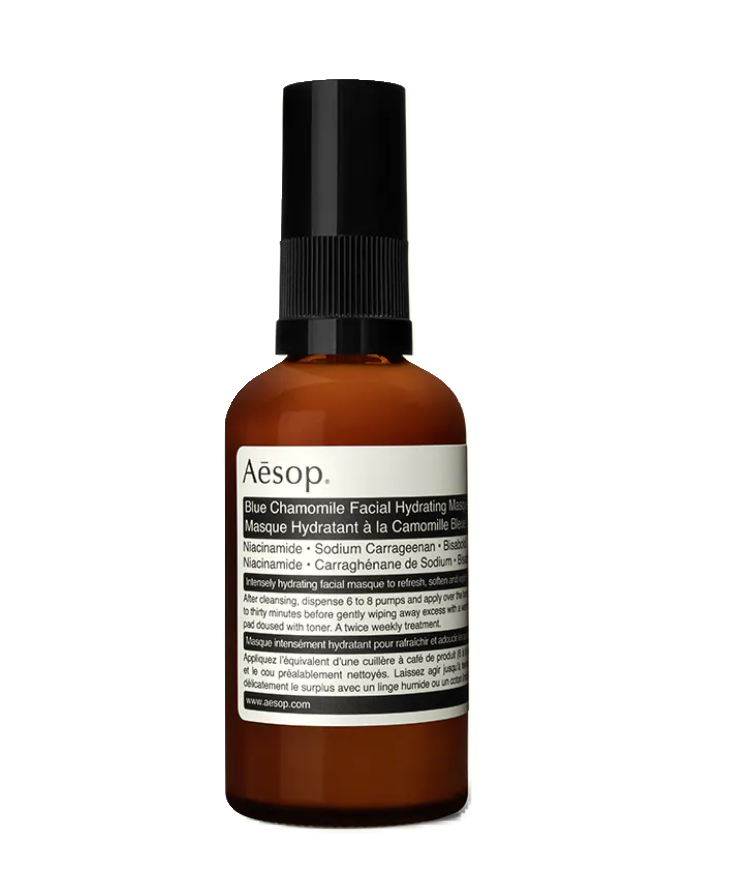 Aēsop.
Blue Chamomile Facial Hydrating
Masque Hydratant à la Camomille
Niacinamide • Sodium Carrageenan •
Niacinamide • Carraghénane de Sodium •
Intensely hydrating facial masque to refresh, soften and
After cleansing, dispense 6 to 8 pumps and apply over the
to thirty minutes before gently wiping away excess with a
pad doused with toner. A twice weekly treatment.
Masque intensément hydratant pour rafraîchir et adoucir
Appliquez l'équivalent d'une cuillère à café de produit
et le cou préalablement nettoyés. Laissez agir jusqu'à
délicatement le surplus avec un linge humide ou un coton
www.aesop.com